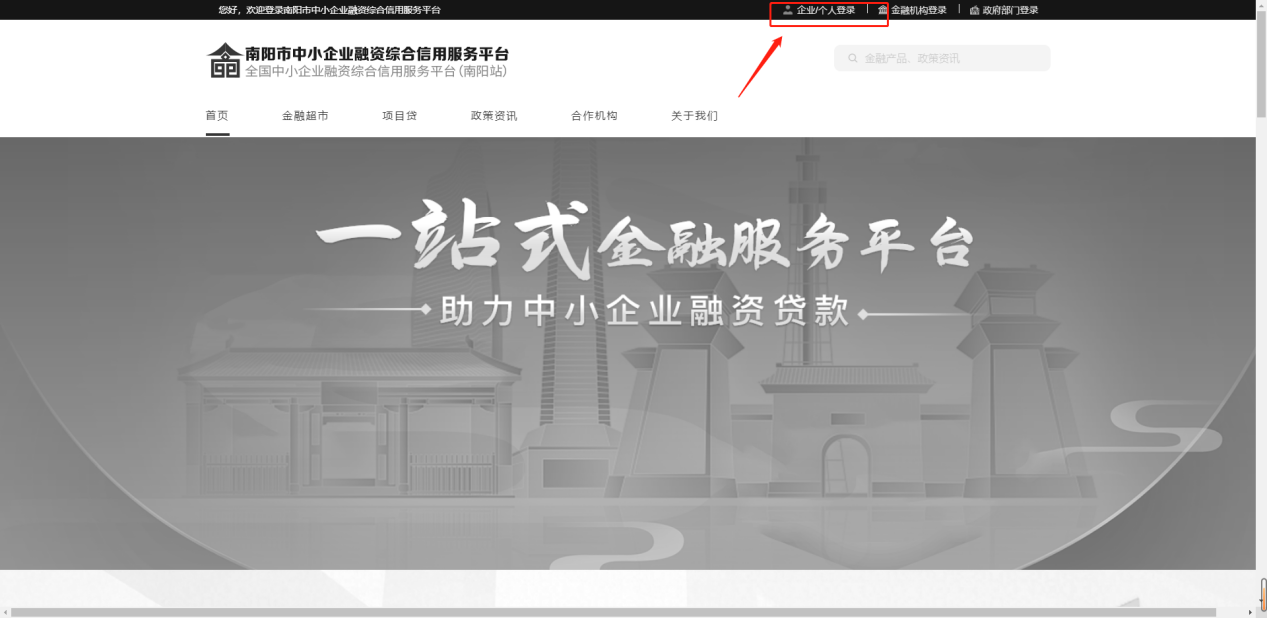 您好，欢迎登录南阳市中小企业融资综合信用服务平台
企业/个人登录
金融机构登录
政府部门登录
南阳市中小企业融资综合信用服务平台
全国中小企业融资综合信用服务平台(南阳站)
金融产品、政策资讯
首页
金融超市
项目贷
政策资讯
合作机构
关于我们
一站式金融服务平台
助力中小企业融资贷款